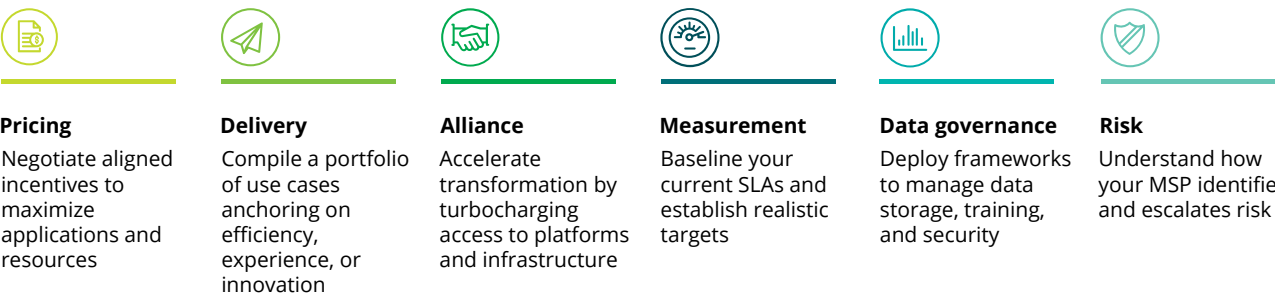 Pricing
Negotiate aligned
incentives to
maximize
applications and
resources
Delivery
Compile a portfolio
of use cases
anchoring on
efficiency,
experience, or
innovation
Alliance
Accelerate
transformation by
turbocharging
access to platforms
and infrastructure
Measurement
Baseline your
current SLAs and
establish realistic
targets
Data governance
Deploy frameworks
to manage data
storage, training,
and security
Risk
Understand how
your MSP identifie
and escalates risk